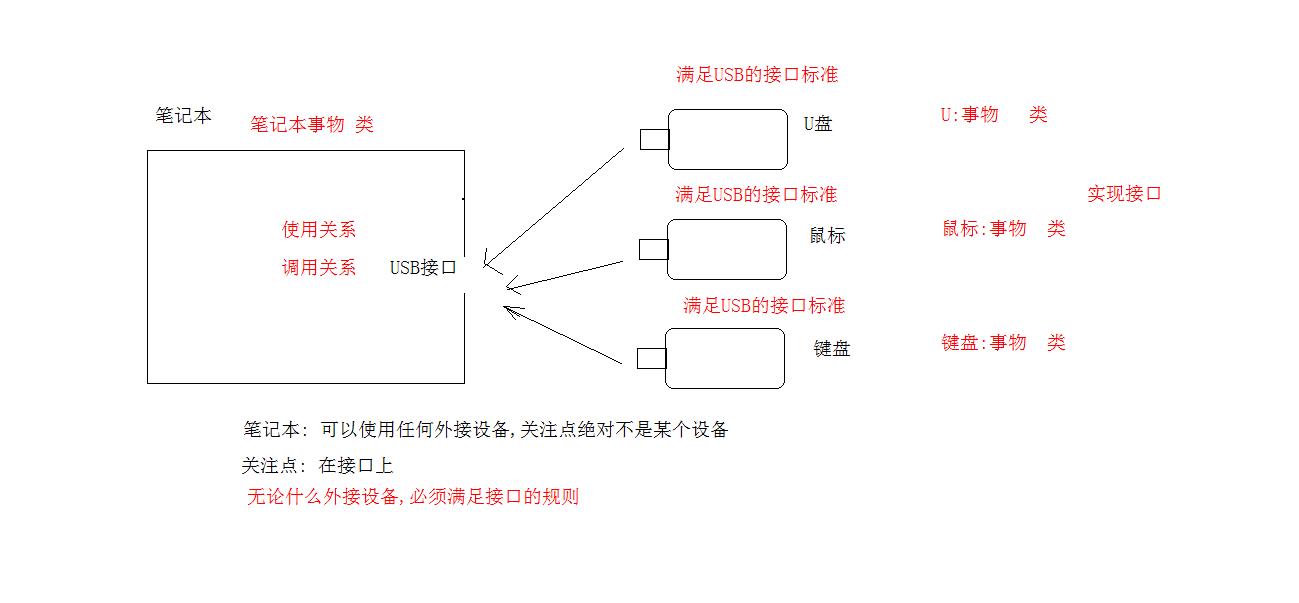 满足USB的接口标准
笔记本
笔记本事物 类
U盘
U:事物 类
满足USB的接口标准
实现接口
使用关系
鼠标
鼠标:事物 类
调用关系
USB接口
满足USB的接口标准
键盘
键盘:事物 类
笔记本: 可以使用任何外接设备,关注点绝对不是某个设备
关注点: 在接口上
无论什么外接设备,必须满足接口的规则